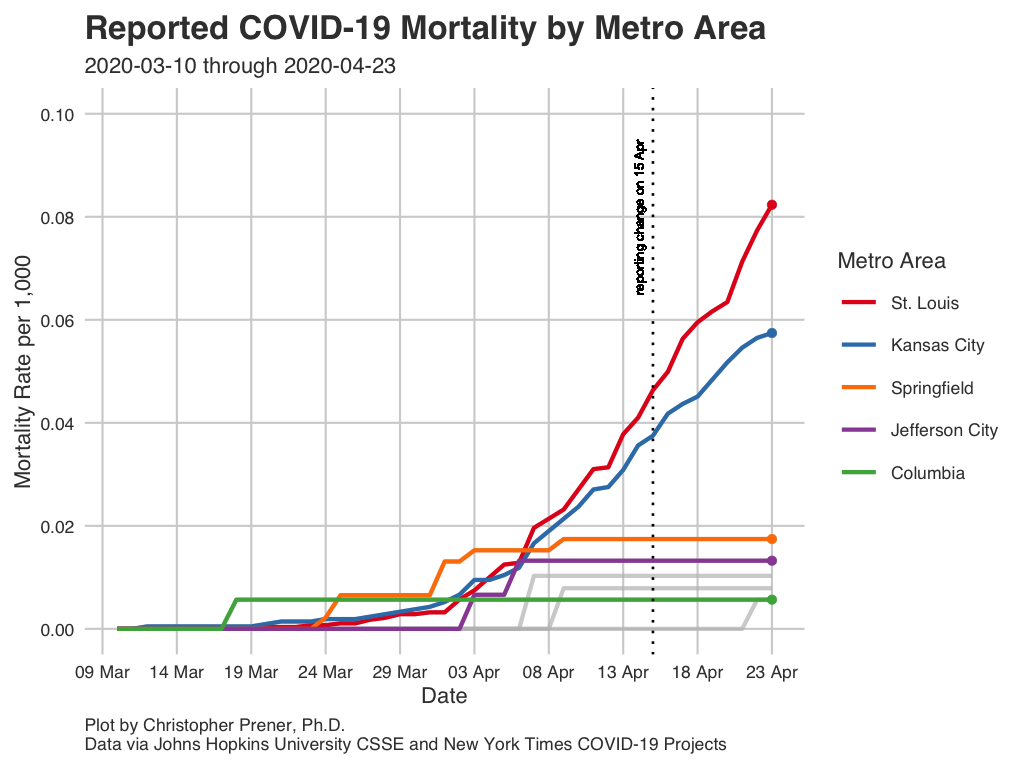 Reported COVID-19 Mortality by Metro Area
2020-03-10 through 2020-04-23
0.10
0.08
0.06
0.04
0.02
0.00
Mortality Rate per 1,000
reporting change on 15 Apr
09 Mar 14 Mar 19 Mar 24 Mar 29 Mar 03 Apr 08 Apr 13 Apr 18 Apr 23 Apr
Date
Metro Area
St. Louis
Kansas City
Springfield
Jefferson City
Columbia
Plot by Christopher Prener, Ph.D.
Data via Johns Hopkins University CSSE and New York Times COVID-19 Projects